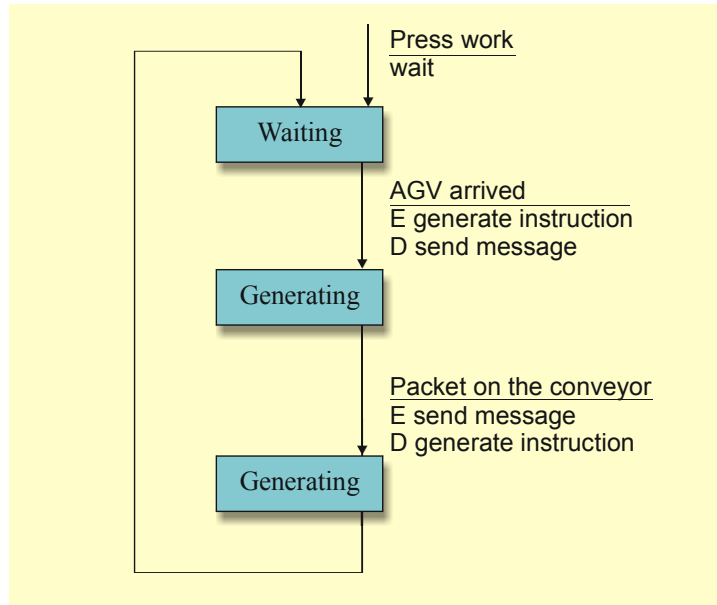 Press work
wait
Waiting
AGV arrived
E generate instruction
D send message
Generating
Packet on the conveyor
E send message
D generate instruction
Generating